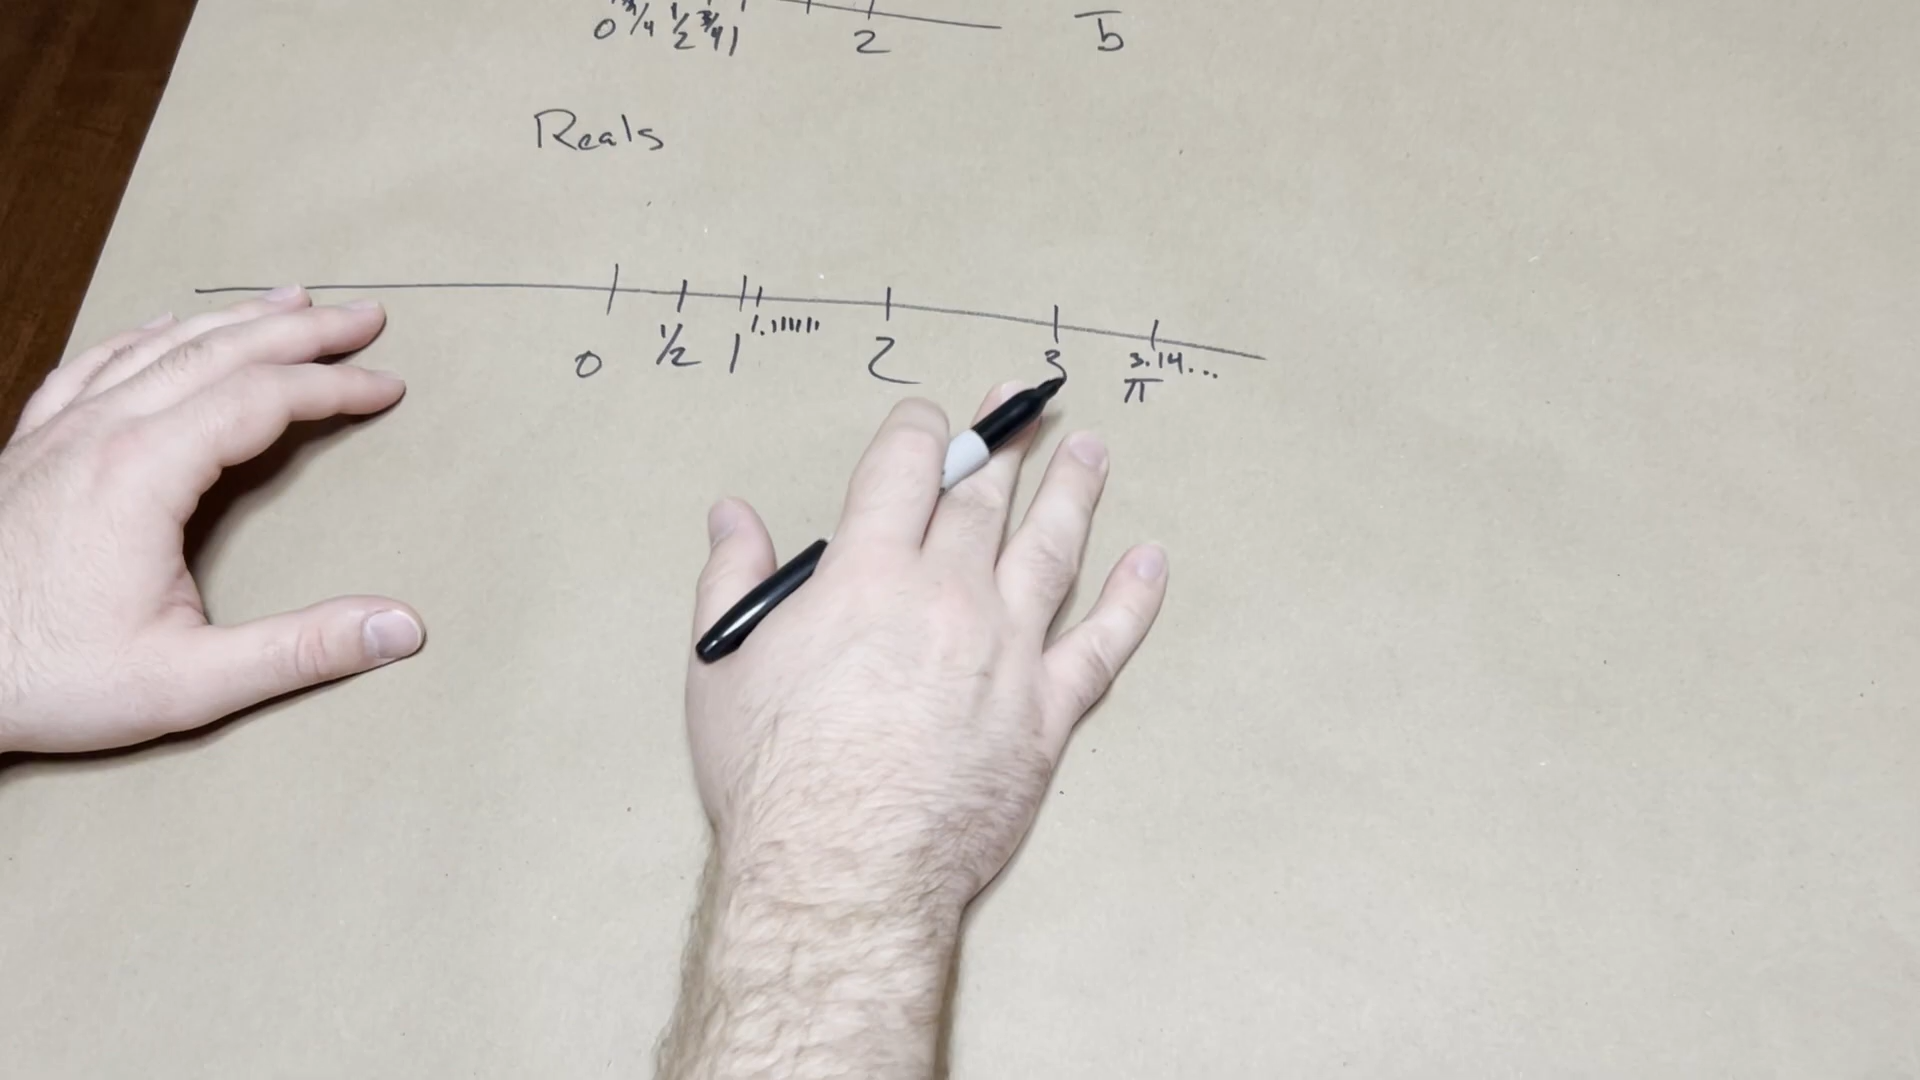 0 1/4 1/2 3/4 1 2 b
Reals
0 1/2 1 1.111111 2 3 3.14...
π